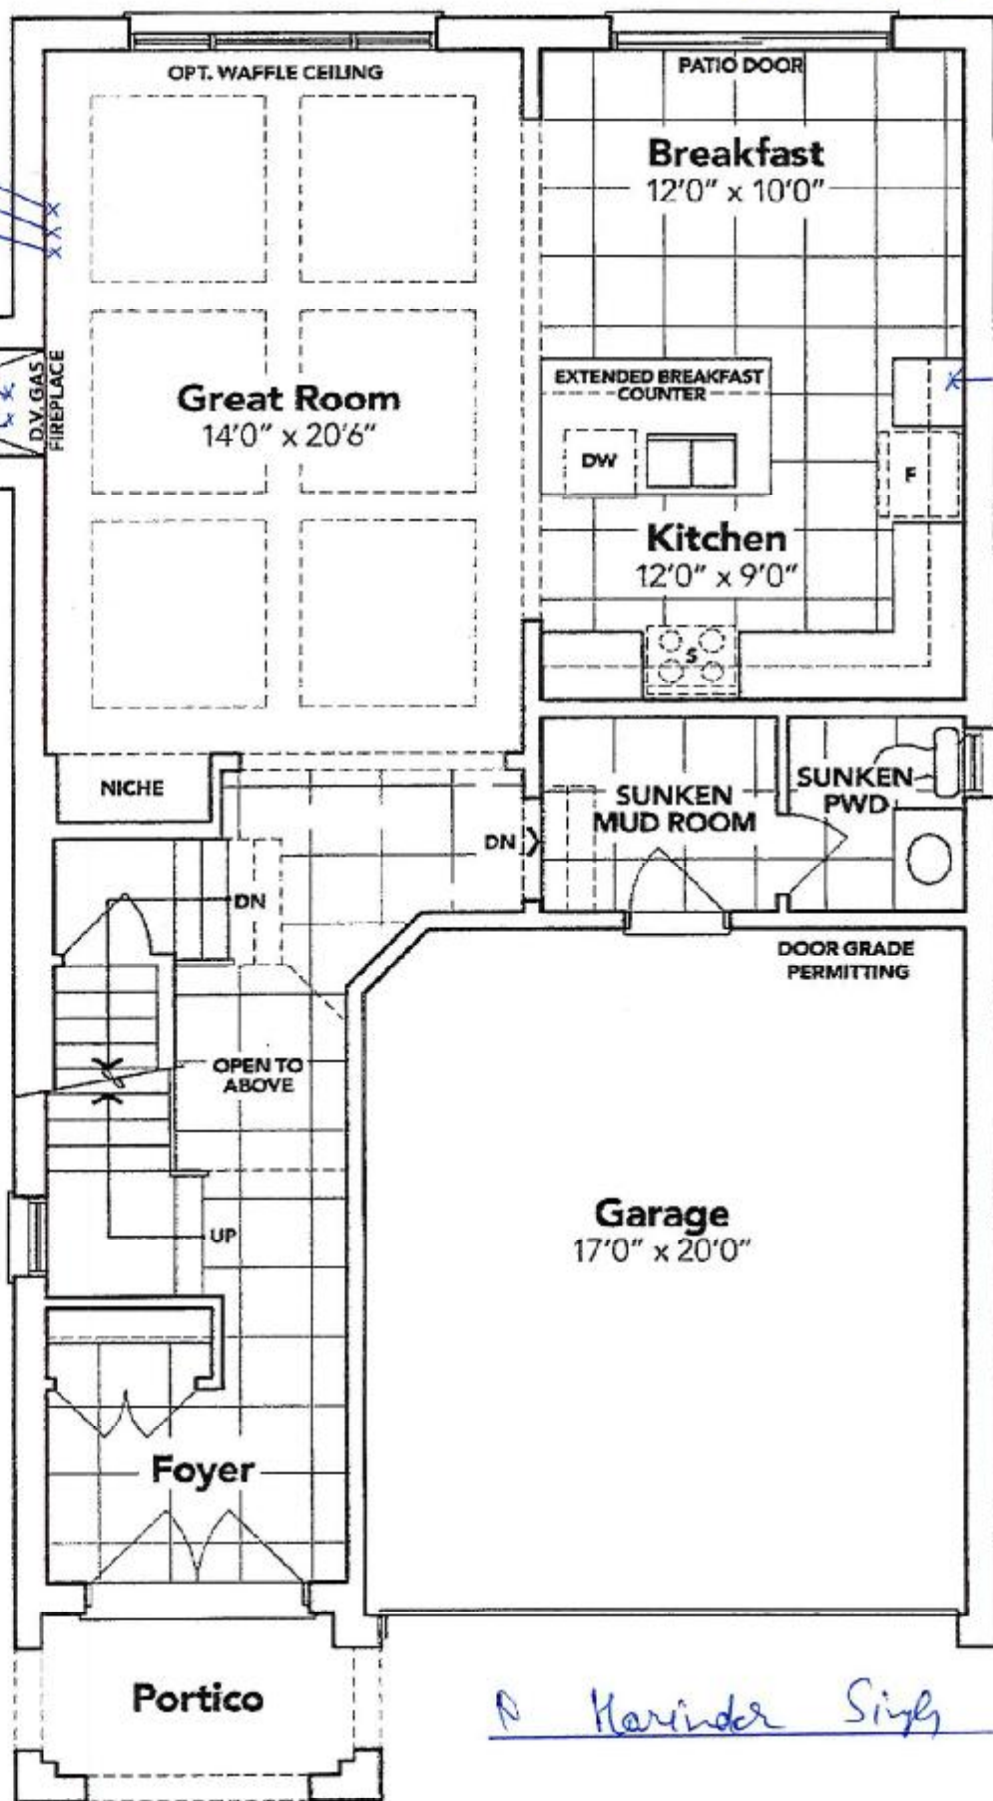 OPT. WAFFLE CEILING
PATIO DOOR
Breakfast
12'0" x 10'0"
D.V. GAS
FIREPLACE
Great Room
14'0" x 20'6"
EXTENDED BREAKFAST
COUNTER
DW
F
Kitchen
12'0" x 9'0"
S
NICHE
SUNKEN
MUD ROOM
SUNKEN
PWD
DN
DN
DOOR GRADE
PERMITTING
OPEN TO
ABOVE
UP
Garage
17'0" x 20'0"
Foyer
Portico
Harinder Singh